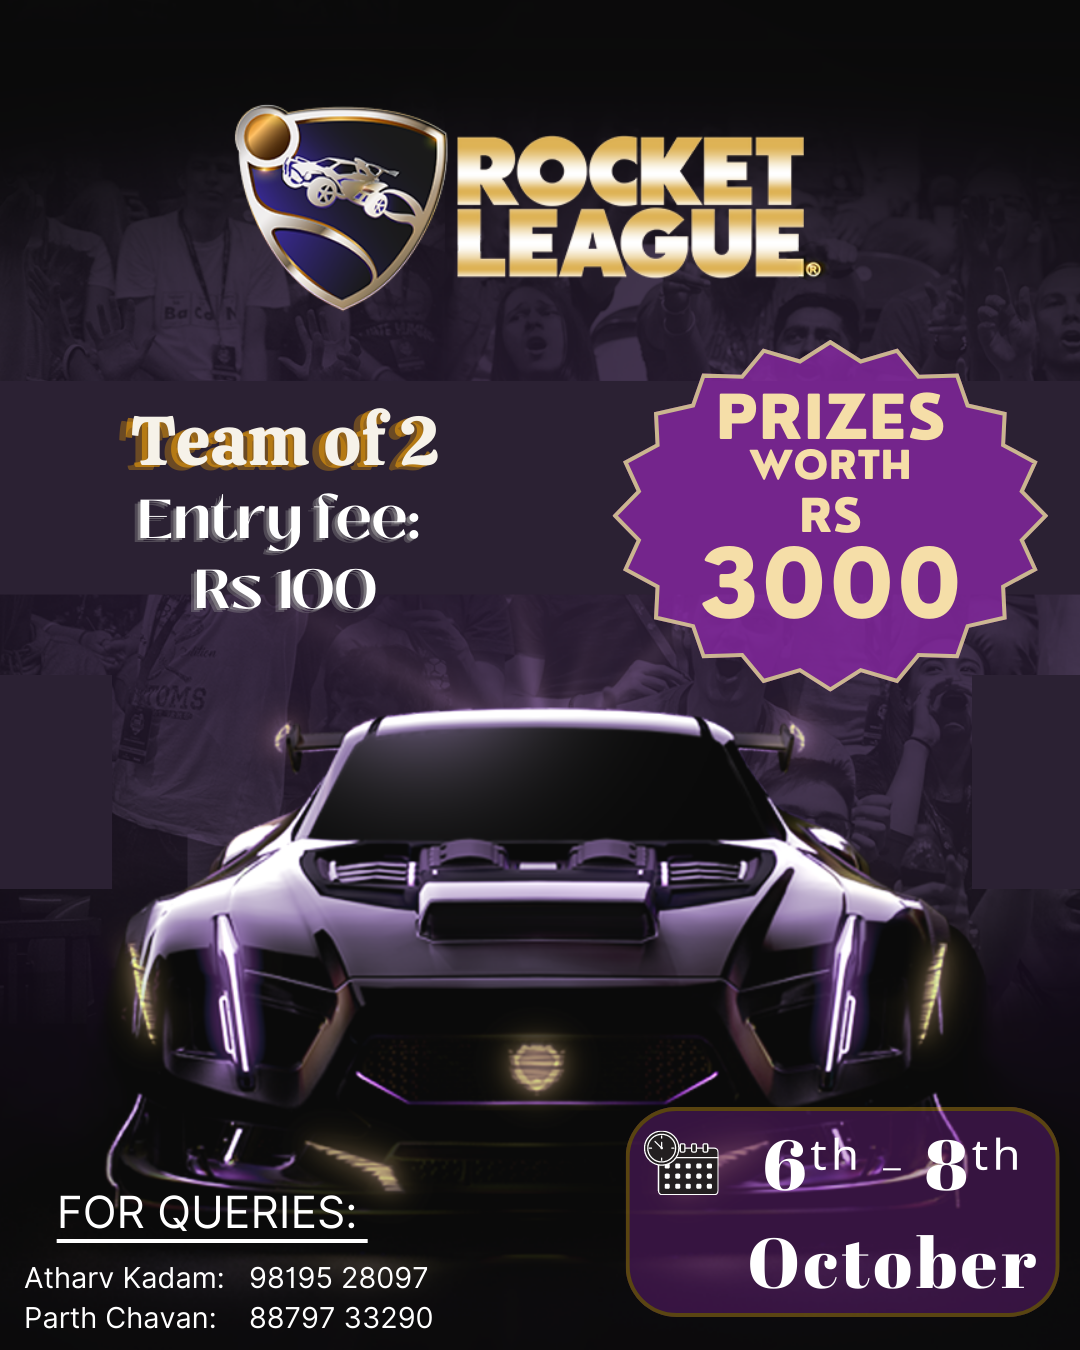 ROCKET
LEAGUE®
Team of 2
Entry fee:
Rs 100
PRIZES
WORTH
RS
3000
6th - 8th
October
FOR QUERIES:
Atharv Kadam: 98195 28097
Parth Chavan: 88797 33290